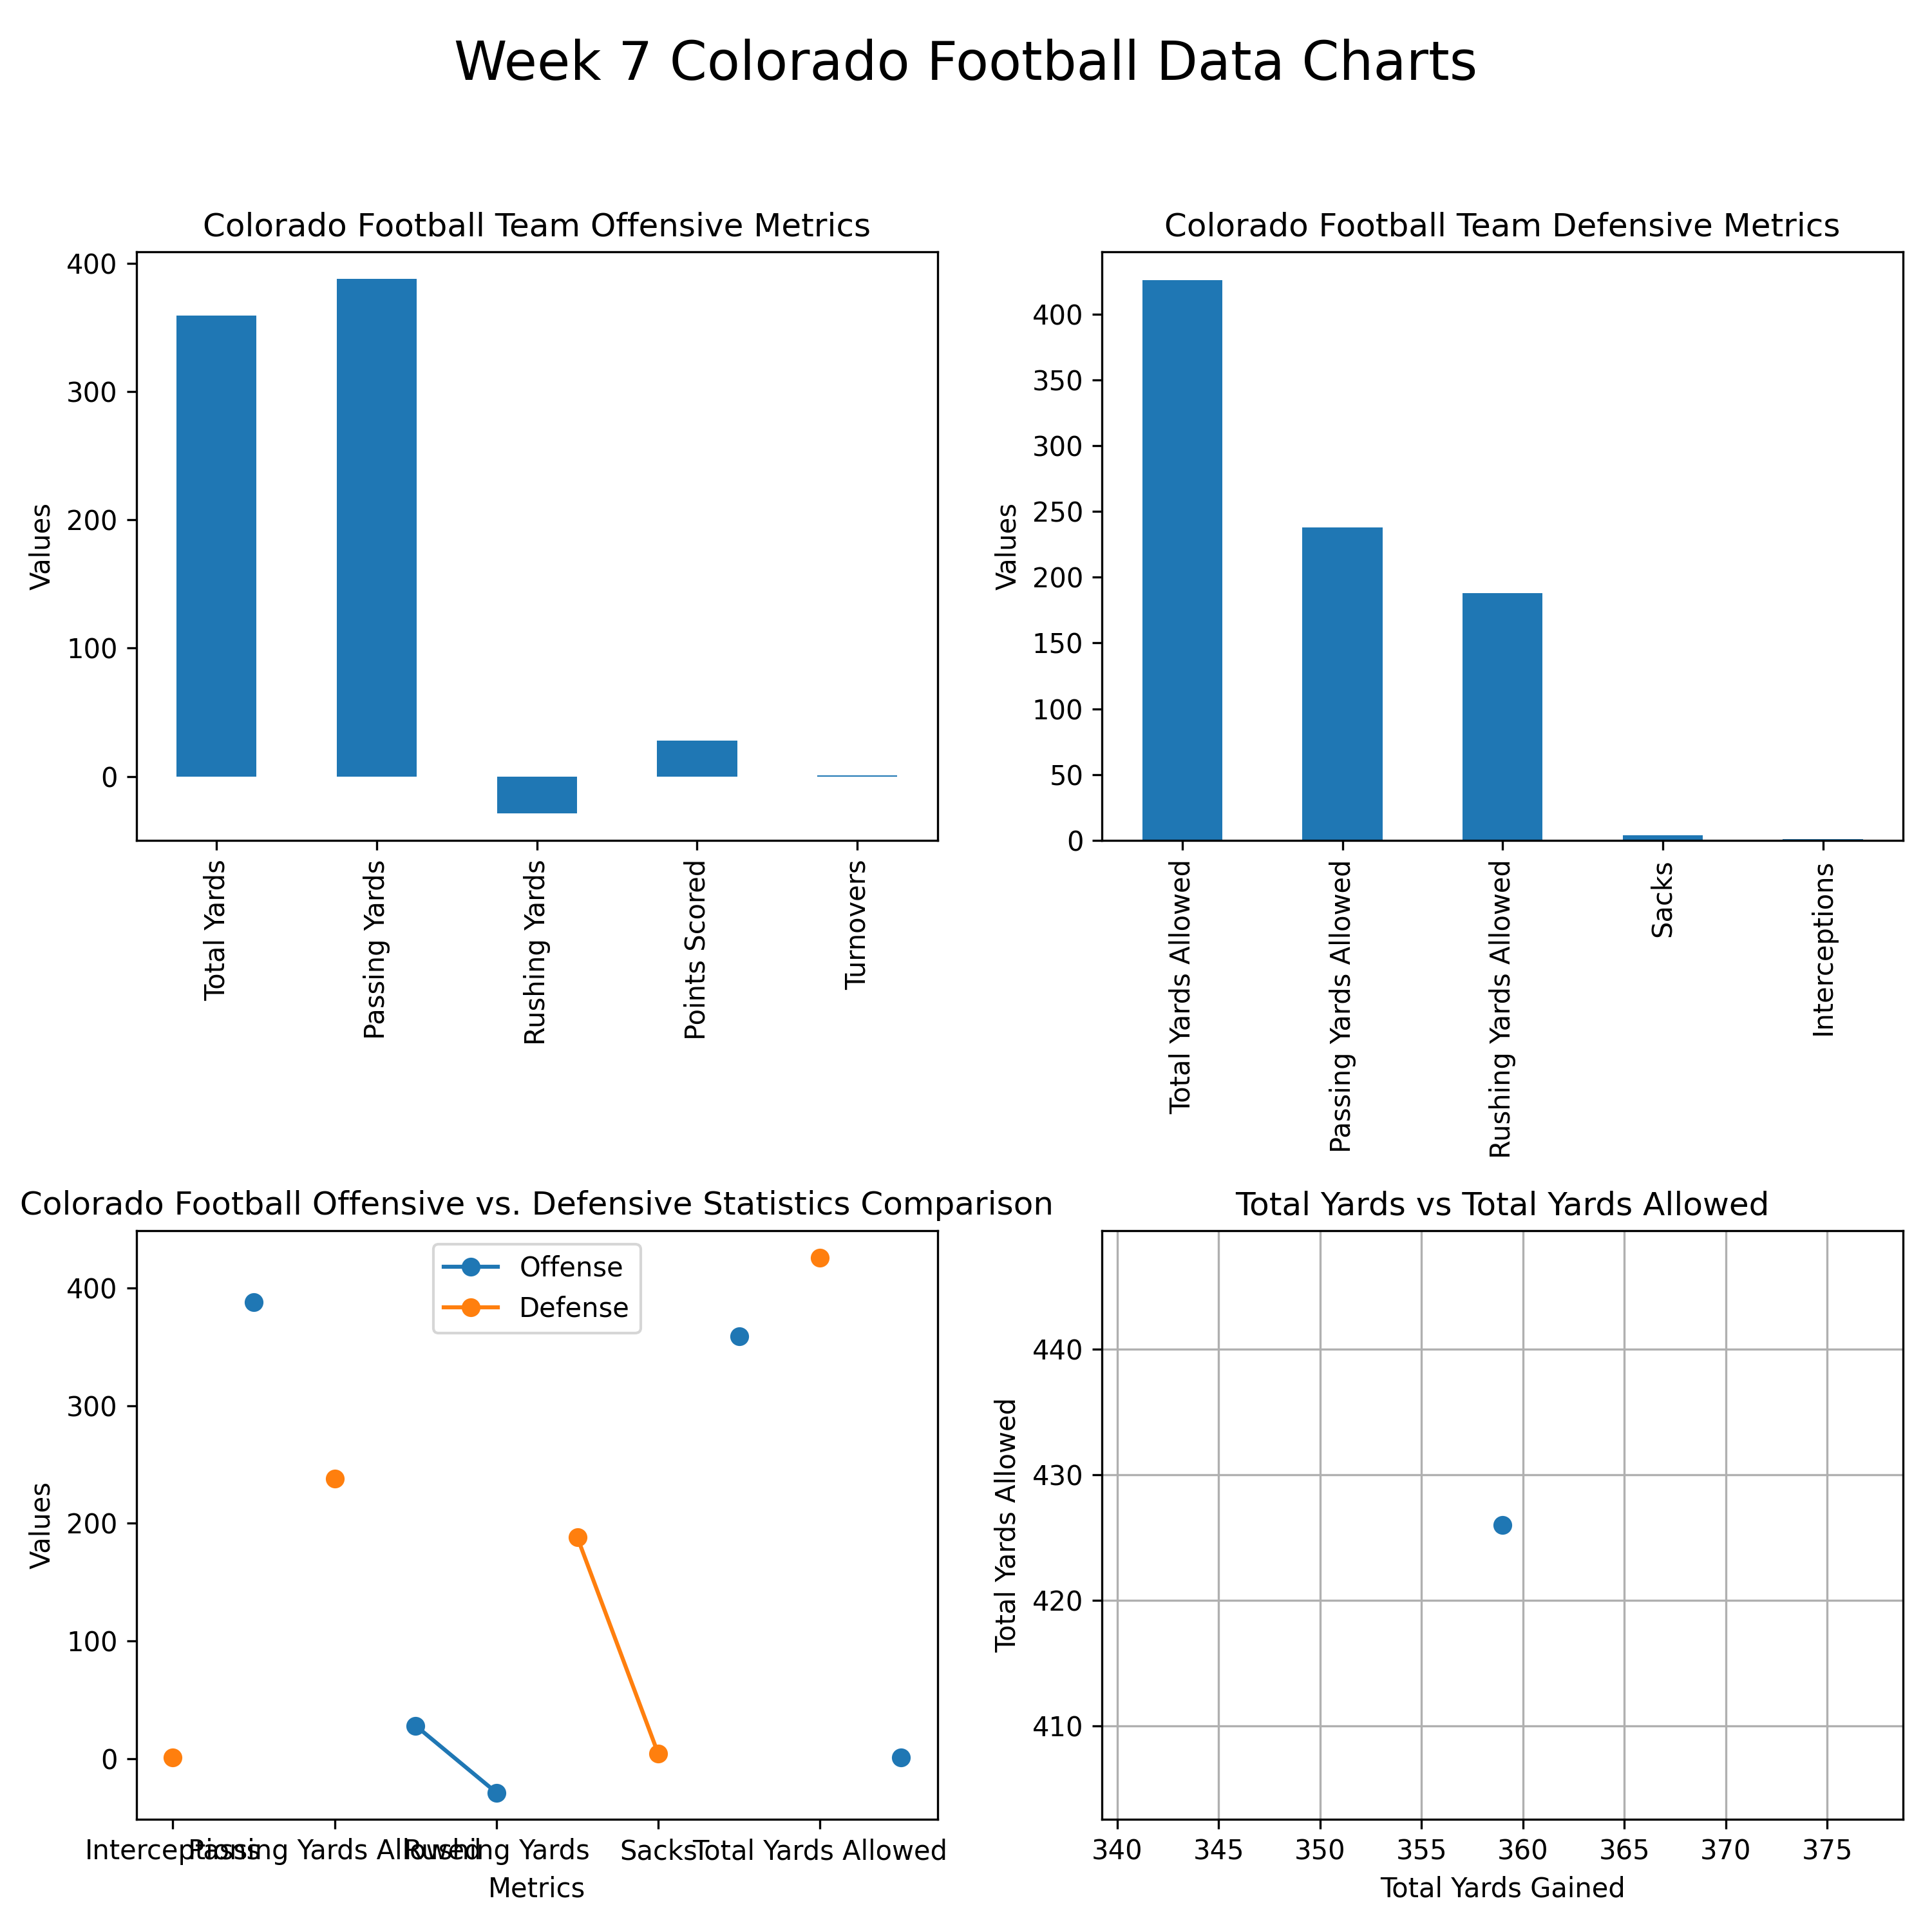 Week 7 Colorado Football Data Charts
Colorado Football Team Offensive Metrics
400
300
200
100
0
Values
Total Yards
Passing Yards
Rushing Yards
Points Scored
Turnovers
Colorado Football Team Defensive Metrics
400
350
300
250
200
150
100
50
0
Values
Total Yards Allowed
Passing Yards Allowed
Rushing Yards Allowed
Sacks
Interceptions
Colorado Football Offensive vs. Defensive Statistics Comparison
Offense
Defense
400
300
200
100
0
Values
Interceptions
Passing Yards Allowed
Rushing Yards
Sacks
Total Yards Allowed
Metrics
Total Yards vs Total Yards Allowed
440
430
420
410
Total Yards Allowed
340 345 350 355 360 365 370 375
Total Yards Gained